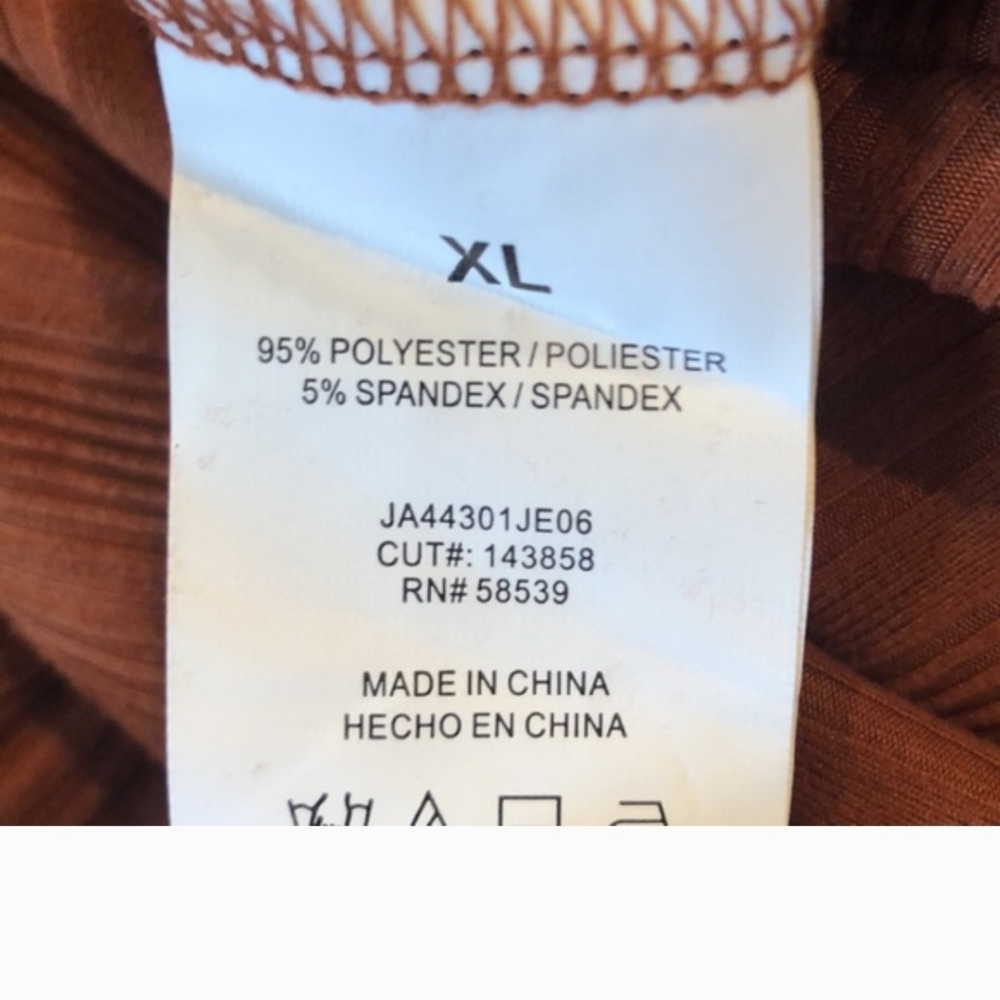 XL
95% POLYESTER / POLIESTER
5% SPANDEX / SPANDEX
JA44301JE06
CUT#: 143858
RN# 58539
MADE IN CHINA
HECHO EN CHINA